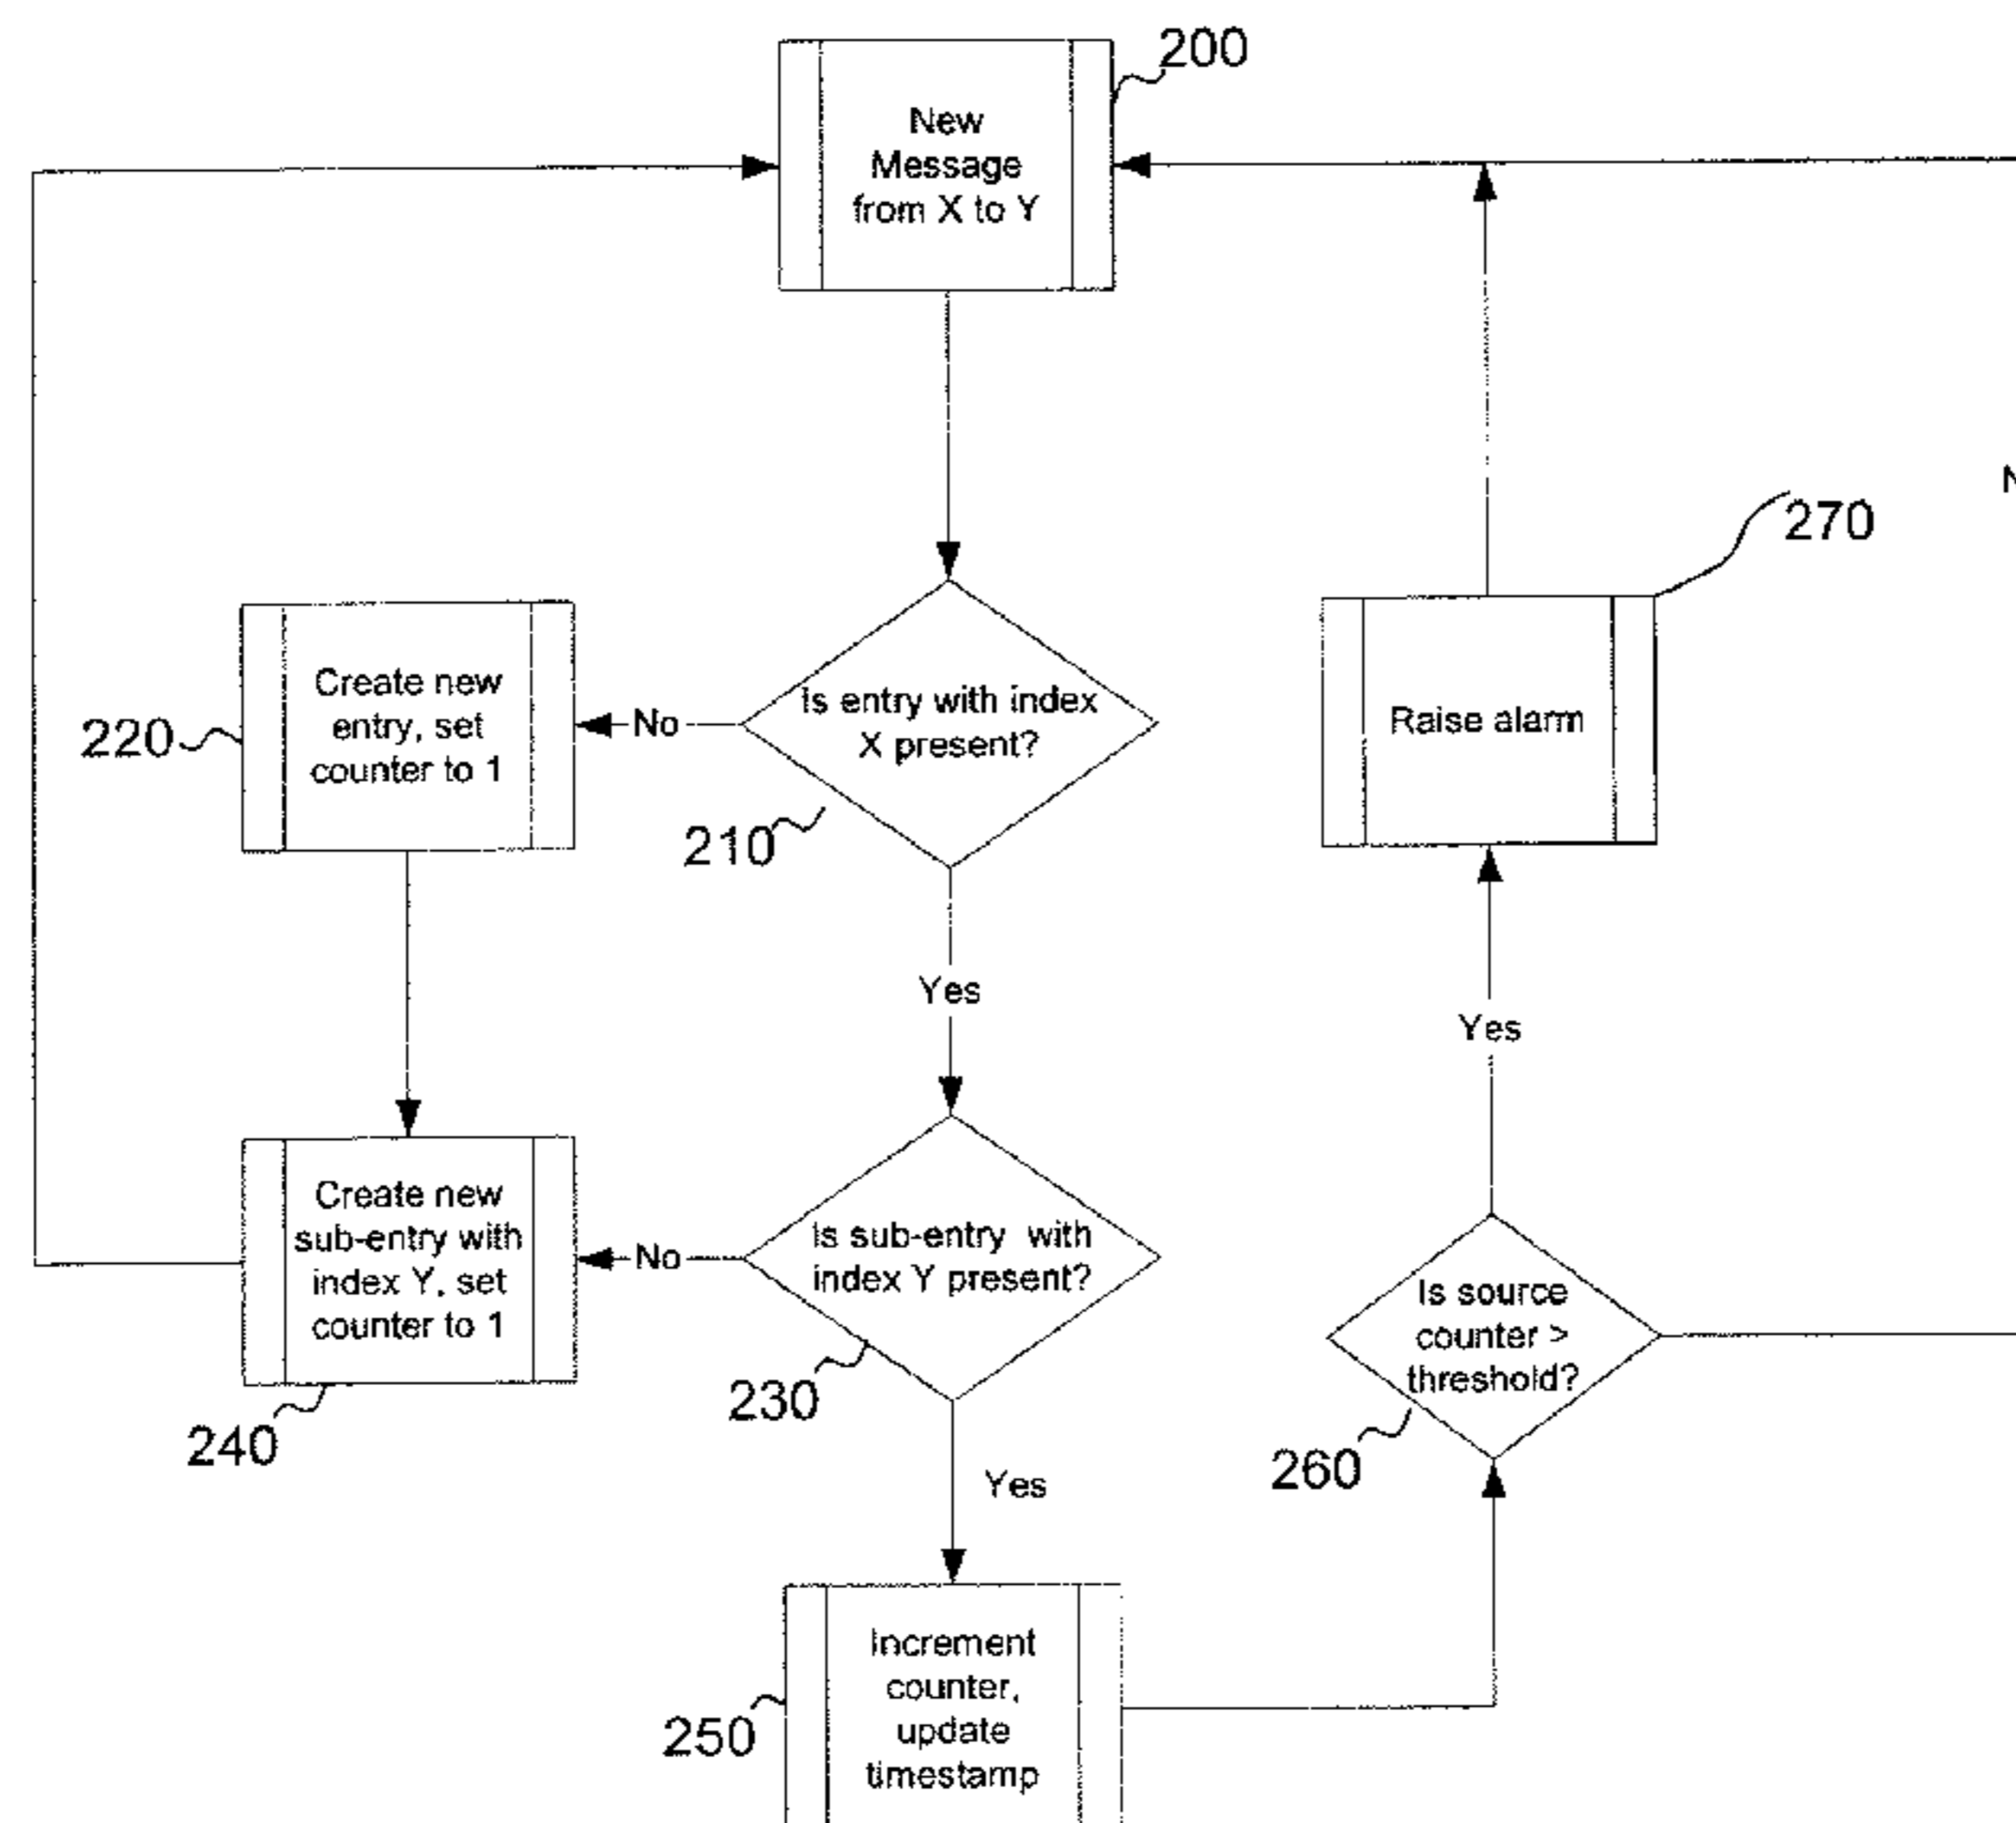 200
New
Message
from X to Y
270
Create new
entry, set
counter to 1
220
No
Is entry with index
X present?
210
Raise alarm
Yes
Yes
Create new
sub-entry with
index Y, set
counter to 1
240
No
Is sub-entry with
index Y present?
230
Is source
counter >
threshold?
260
Yes
Increment
counter,
update
timestamp
250